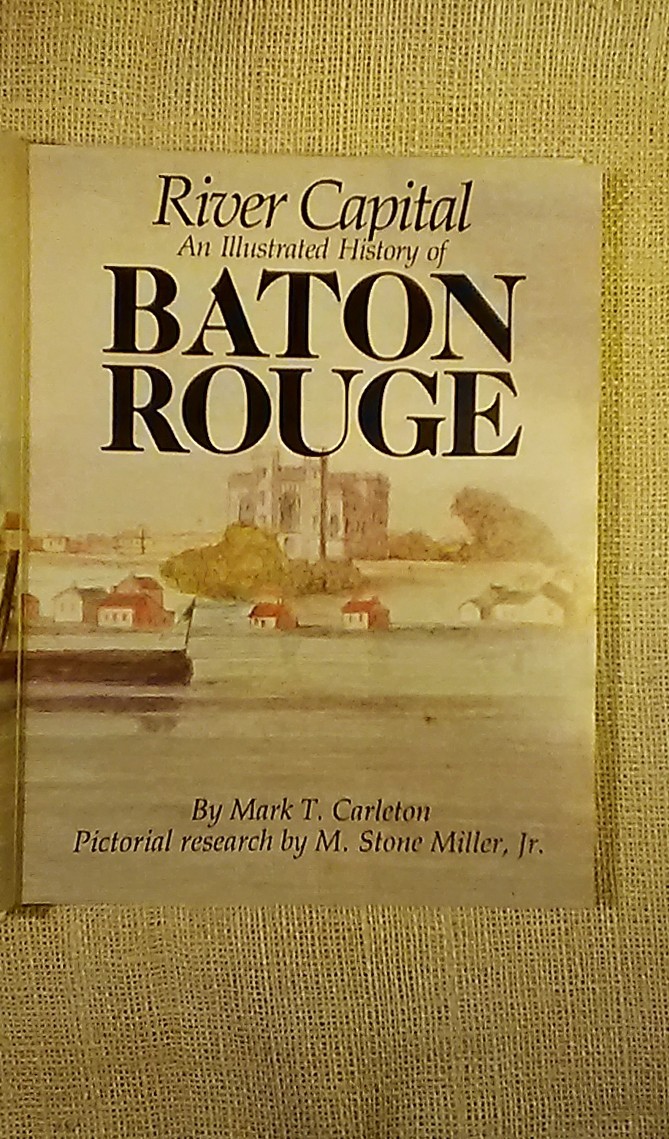 River Capital
An Illustrated History of
BATON
ROUGE
By Mark T. Carleton
Pictorial research by M. Stone Miller, Jr.